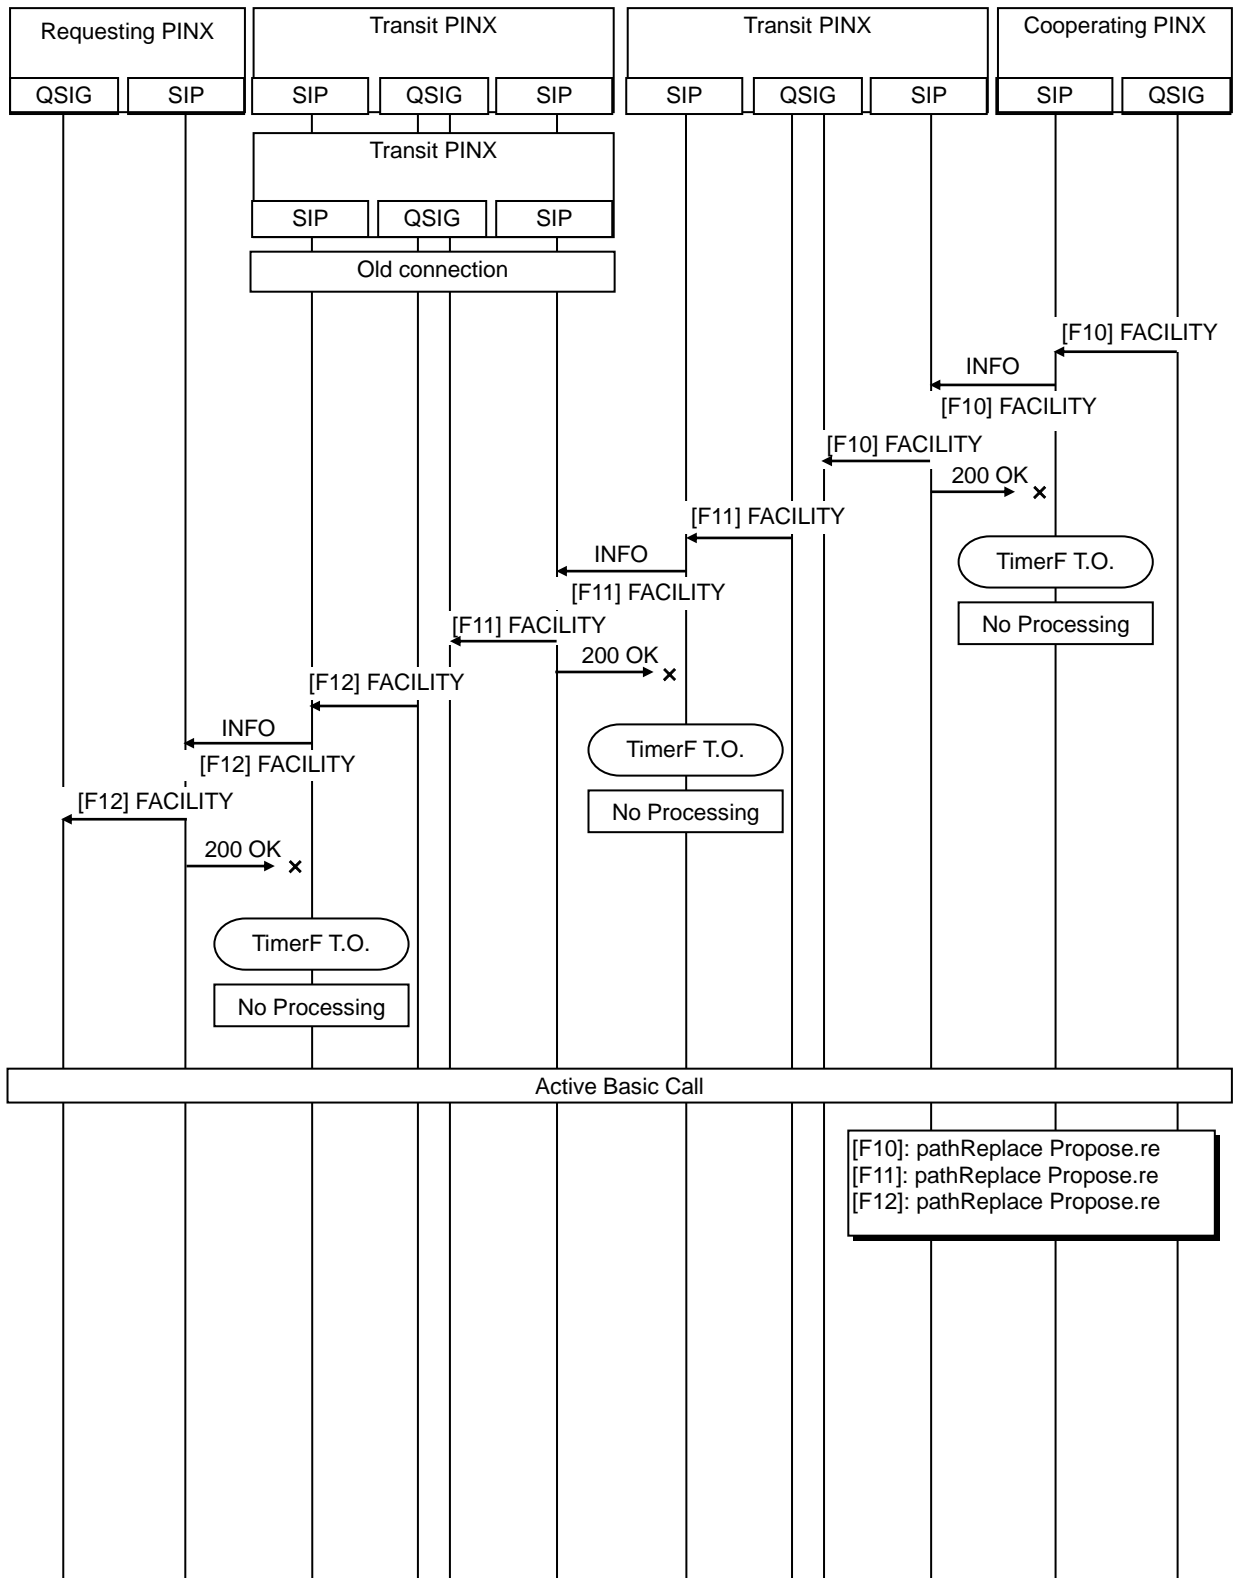 Requesting PINX
Transit PINX
Transit PINX
Cooperating PINX
QSIG
SIP
SIP
QSIG
SIP
SIP
QSIG
SIP
SIP
QSIG
Transit PINX
SIP
QSIG
SIP
Old connection
[F10] FACILITY
INFO
[F10] FACILITY
[F10] FACILITY
200 OK
[F11] FACILITY
INFO
TimerF T.O.
[F11] FACILITY
[F11] FACILITY
No Processing
200 OK
[F12] FACILITY
INFO
TimerF T.O.
[F12] FACILITY
[F12] FACILITY
No Processing
200 OK
TimerF T.O.
No Processing
Active Basic Call
[F10]: pathReplace Propose.re
[F11]: pathReplace Propose.re
[F12]: pathReplace Propose.re